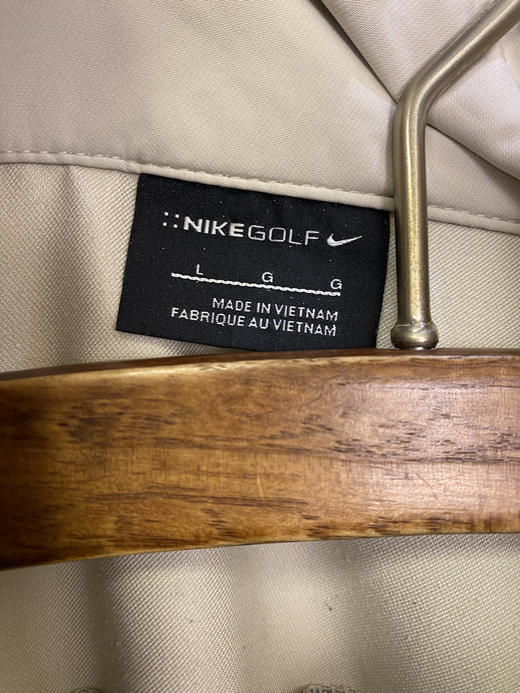 ::NIKEGOLF
L G G
MADE IN VIETNAM
FABRIQUE AU VIETNAM